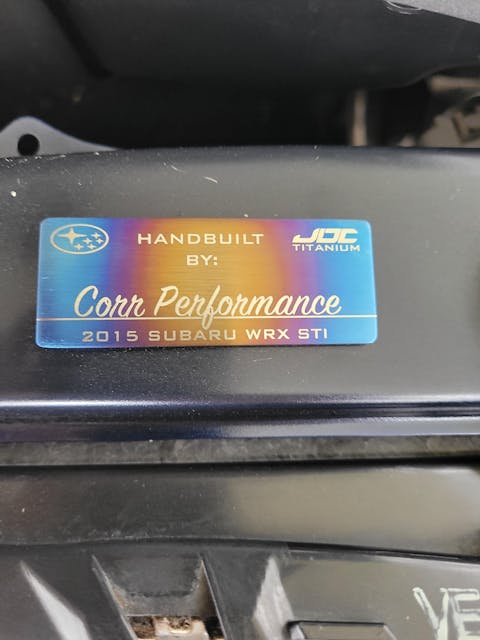 HANDBUILT
BY:
JDC
TITANIUM
Corr Performance
2015 SUBARU WRX STI